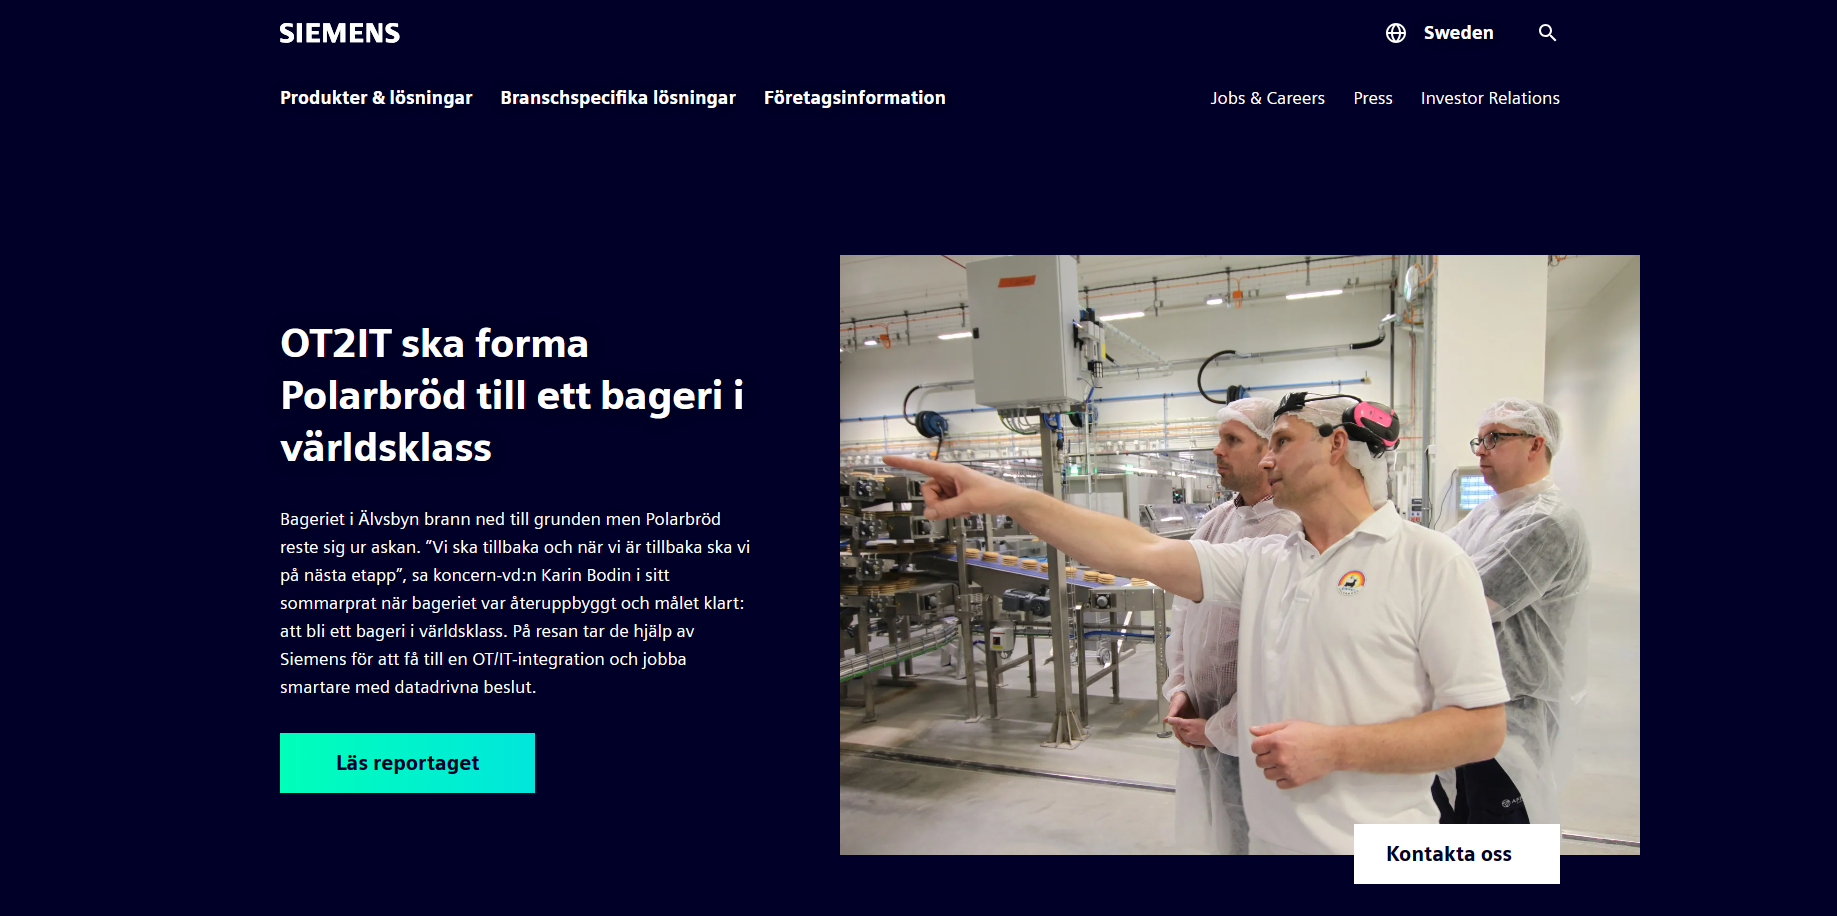 SIEMENS
Sweden
Produkter & lösningar
Branschspecifika lösningar
Företagsinformation
Jobs & Careers
Press
Investor Relations
OT2IT ska forma
Polarbröd till ett bageri i
världsklass
Bageriet i Älvsbyn brann ned till grunden men Polarbröd
reste sig ur askan. ”Vi ska tillbaka och när vi är tillbaka ska vi
på nästa etapp”, sa koncern-vd:n Karin Bodin i sitt
sommarprat när bageriet var återuppbyggt och målet klart:
att bli ett bageri i världsklass. På resan tar de hjälp av
Siemens för att få till en OT/IT-integration och jobba
smartare med datadrivna beslut.
Läs reportaget
Kontakta oss